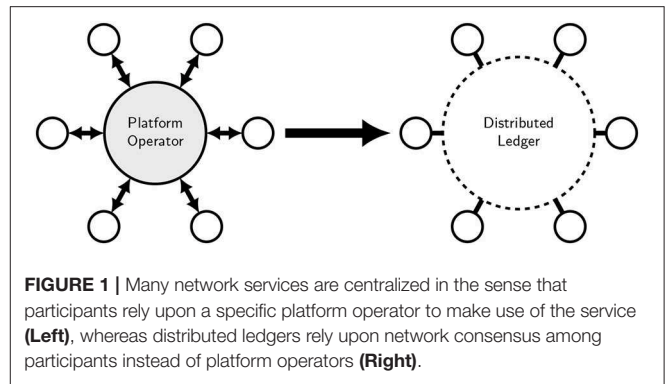 Platform
Operator
Distributed
Ledger
FIGURE 1 | Many network services are centralized in the sense that
participants rely upon a specific platform operator to make use of the service
(Left), whereas distributed ledgers rely upon network consensus among
participants instead of platform operators (Right).